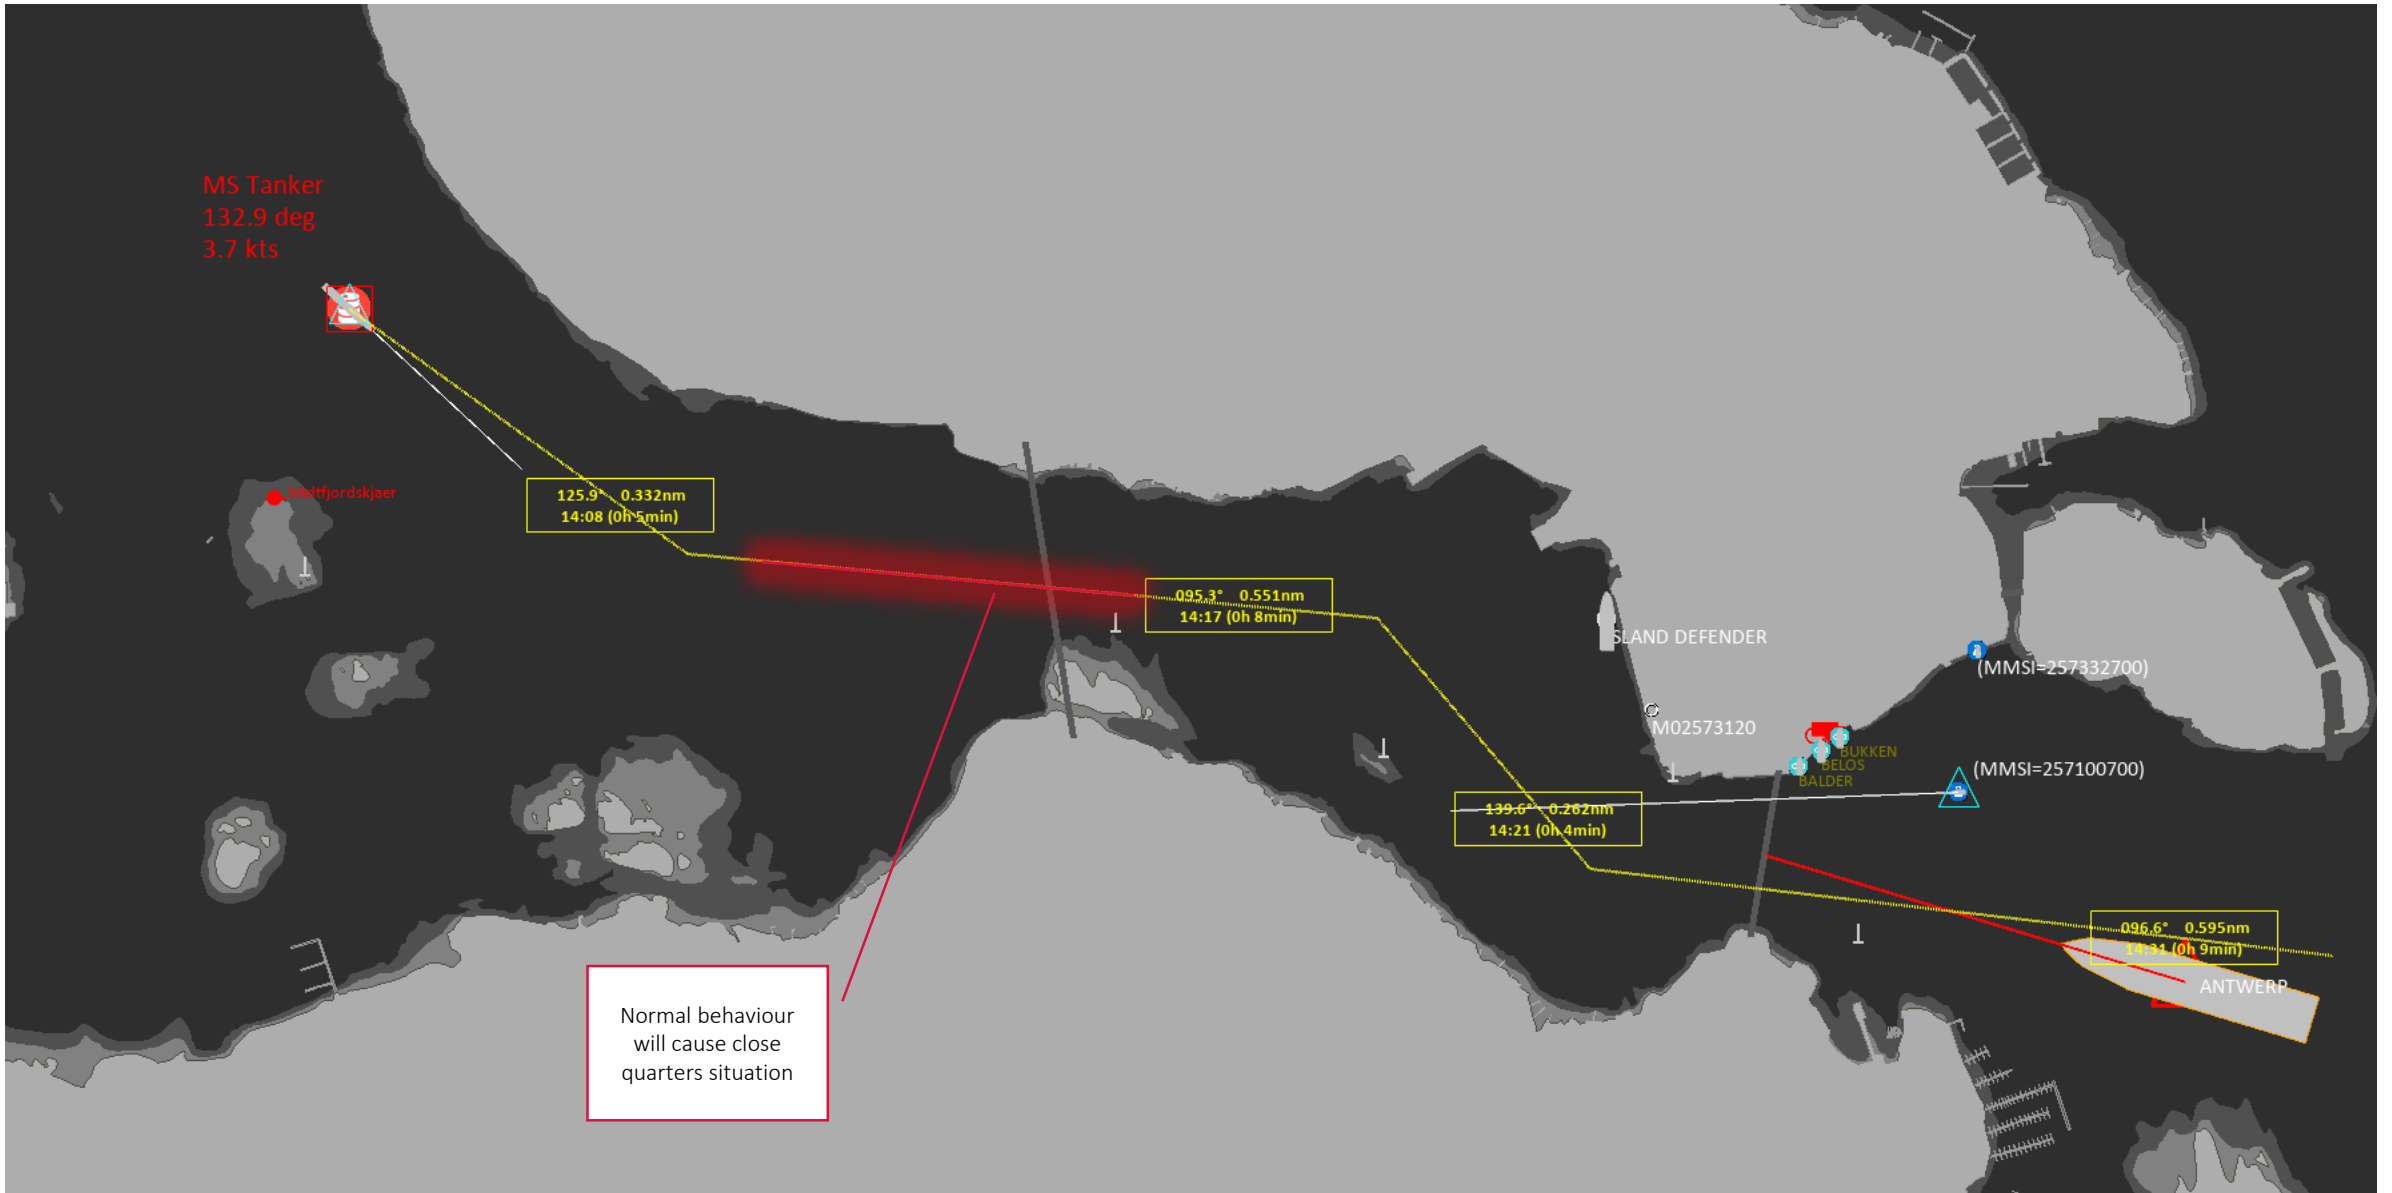 MS Tanker
132.9 deg
3.7 kts
Midtfjordskjaer
125.9° 0.332nm
14:08 (0h 5min)
095.3° 0.551nm
14:17 (0h 8min)
SLAND DEFENDER
(MMSI=257332700)
M02573120
BUKKEN
BELOS
BALDER
(MMSI=257100700)
139.6° 0.262nm
14:21 (0h 4min)
096.6° 0.595nm
14:31 (0h 9min)
ANTWERP
Normal behaviour
will cause close
quarters situation